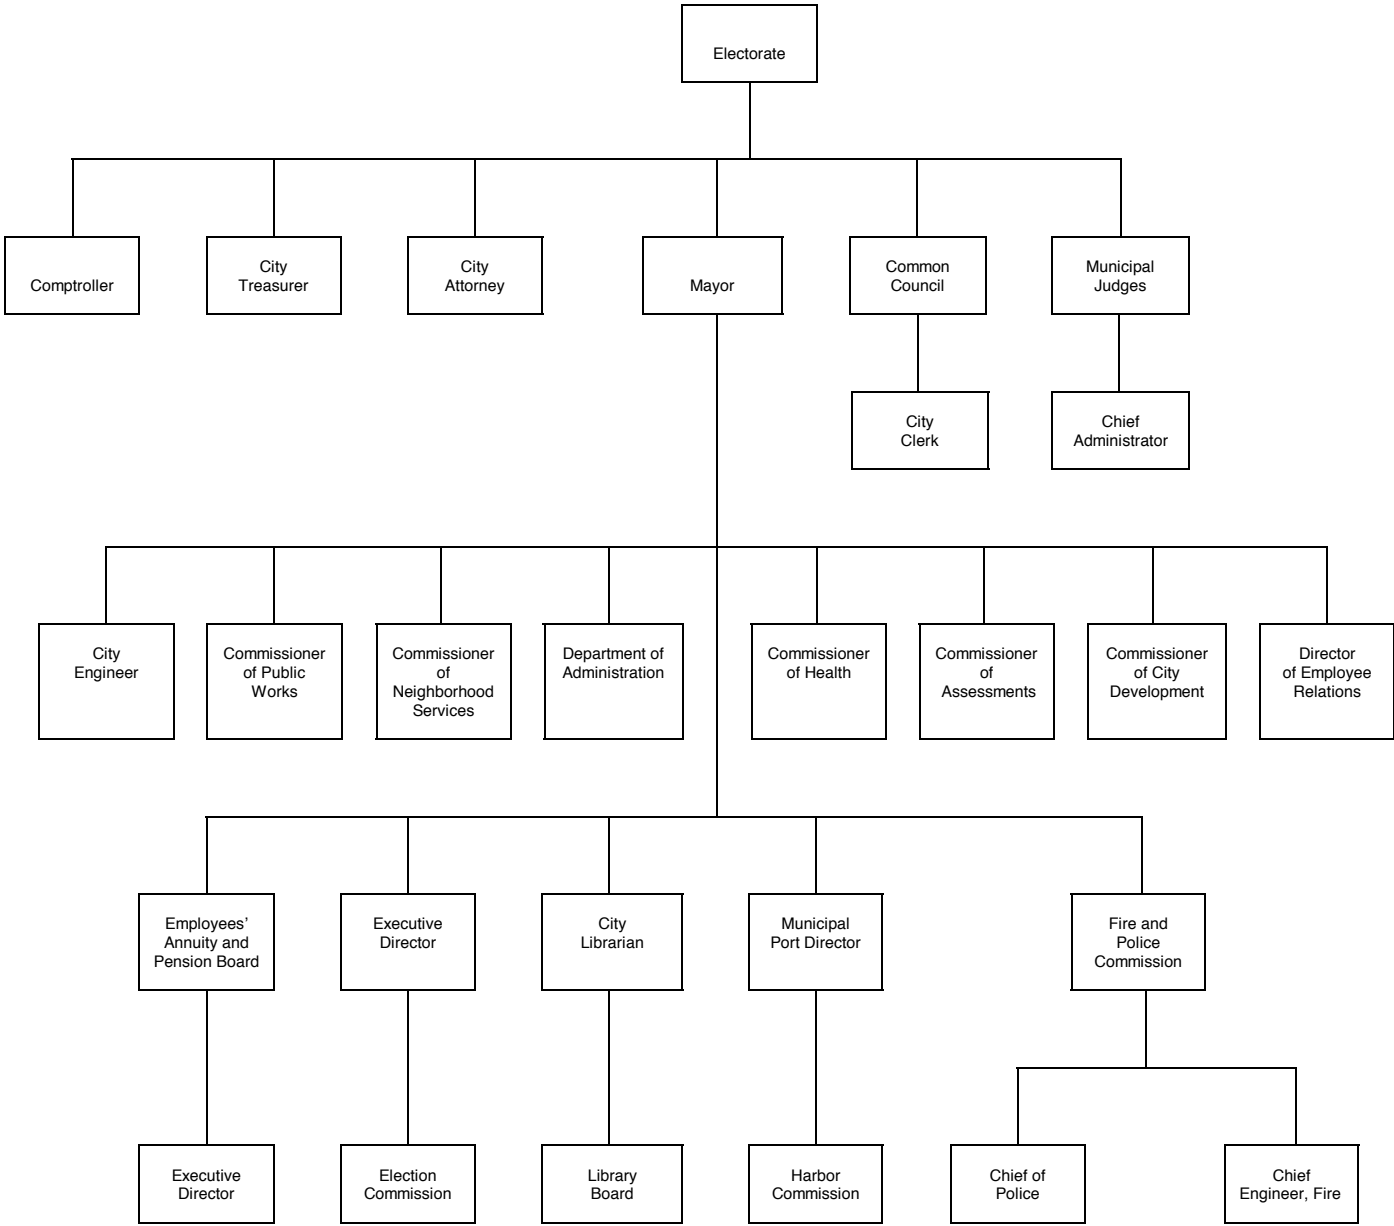 Electorate
Comptroller
City
Treasurer
City
Attorney
Mayor
Common
Council
Municipal
Judges
City
Clerk
Chief
Administrator
City
Engineer
Commissioner
of Public
Works
Commissioner
of
Neighborhood
Services
Department of
Administration
Commissioner
of Health
Commissioner
of
Assessments
Commissioner
of City
Development
Director
of Employee
Relations
Employees’
Annuity and
Pension Board
Executive
Director
City
Librarian
Municipal
Port Director
Fire and
Police
Commission
Executive
Director
Election
Commission
Library
Board
Harbor
Commission
Chief of
Police
Chief
Engineer, Fire